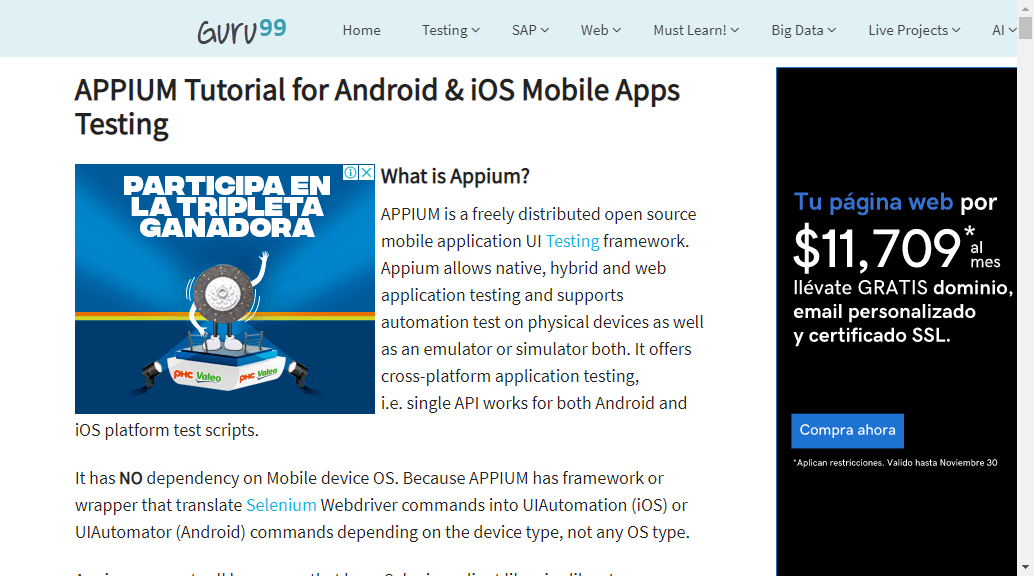 Guru99
Home Testing SAP Web Must Learn! Big Data Live Projects AI
APPIUM Tutorial for Android & iOS Mobile Apps
Testing
PARTICIPA EN
LA TRIPLETA
GANADORA
PHC Valeo PHC Valeo
What is Appium?
APPIUM is a freely distributed open source
mobile application UI Testing framework.
Appium allows native, hybrid and web
application testing and supports
automation test on physical devices as well
as an emulator or simulator both. It offers
cross-platform application testing,
i.e. single API works for both Android and
iOS platform test scripts.
It has NO dependency on Mobile device OS. Because APPIUM has framework or
wrapper that translate Selenium Webdriver commands into UIAutomation (iOS) or
UIAutomator (Android) commands depending on the device type, not any OS type.
Tu página web por
$11,709* al
mes
llévate GRATIS dominio,
email personalizado
y certificado SSL.
Compra ahora
*Aplican restricciones. Valido hasta Noviembre 30